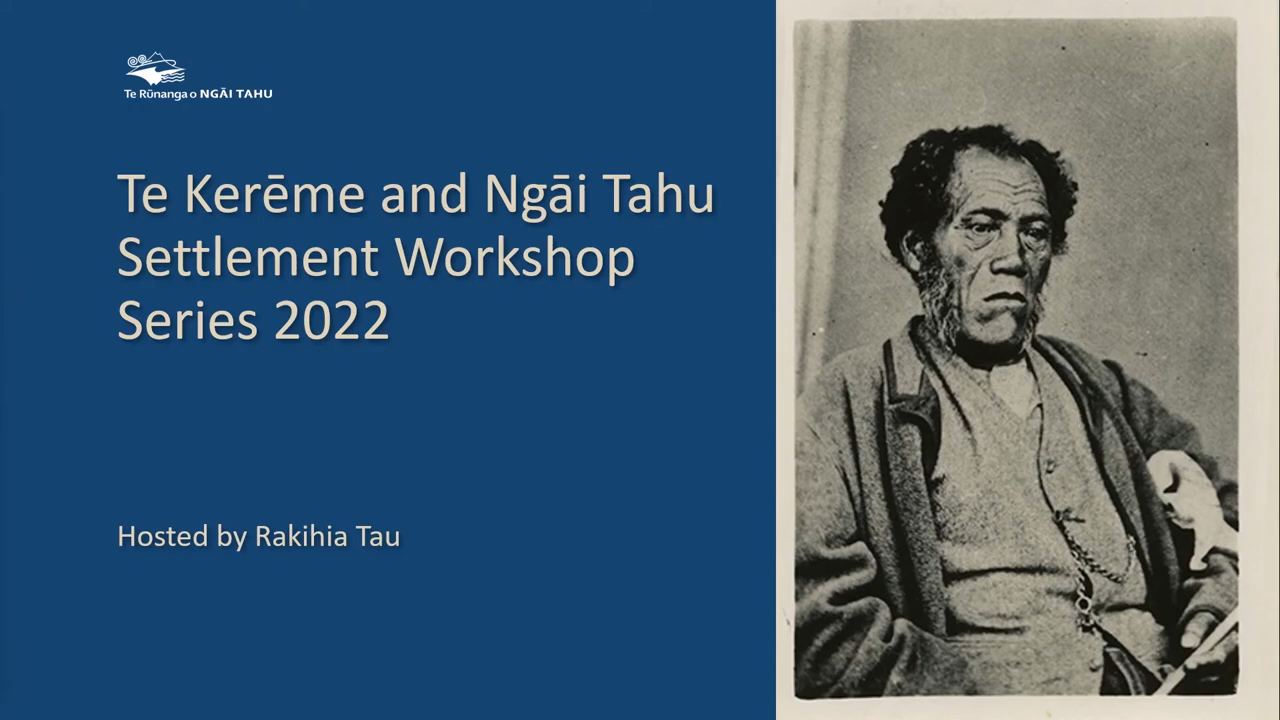 Te Rūnanga o NGĀI TAHU
Te Kerēme and Ngāi Tahu
Settlement Workshop
Series 2022
Hosted by Rakihia Tau